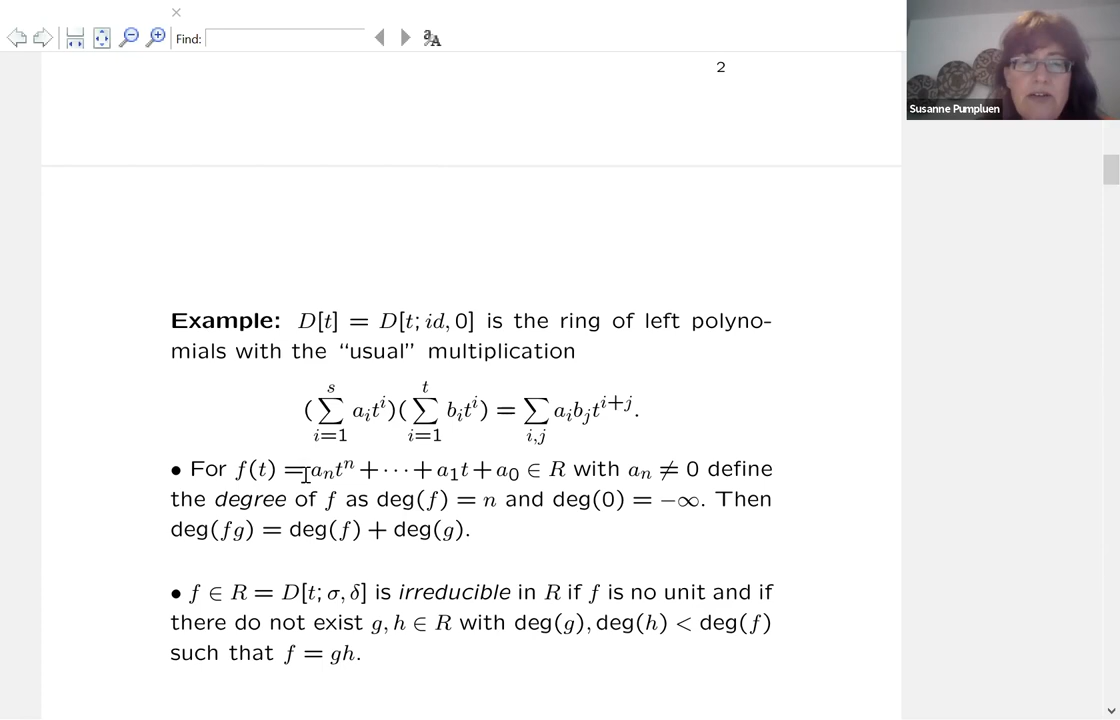 Find:
Susanne Pumpluen
2
Example: D[t] = D[t; id, 0] is the ring of left polyno-
mials with the “usual” multiplication
(∑_{i=1}^{s} a_i t^i)(∑_{i=1}^{t} b_i t^i) = ∑_{i,j} a_i b_j t^{i+j}.
• For f(t) = a_n t^n + ··· + a_1 t + a_0 ∈ R with a_n ≠ 0 define
the degree of f as deg(f) = n and deg(0) = −∞. Then
deg(fg) = deg(f) + deg(g).
• f ∈ R = D[t; σ, δ] is irreducible in R if f is no unit and if
there do not exist g, h ∈ R with deg(g), deg(h) < deg(f)
such that f = gh.